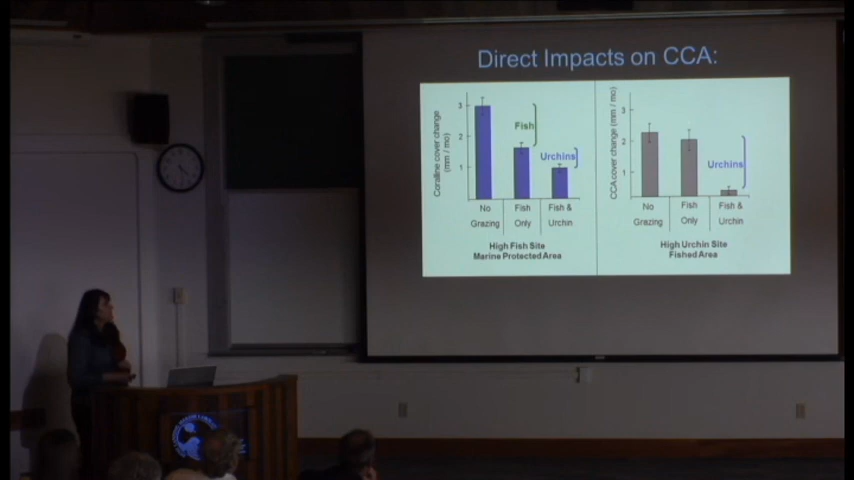 Direct Impacts on CCA:
Coralline cover change
(mm / mo)
3
2
1
Fish
Urchins
No
Grazing
Fish
Only
Fish &
Urchin
High Fish Site
Marine Protected Area
CCA cover change (mm / mo)
3
2
1
Urchins
No
Grazing
Fish
Only
Fish &
Urchin
High Urchin Site
Fished Area